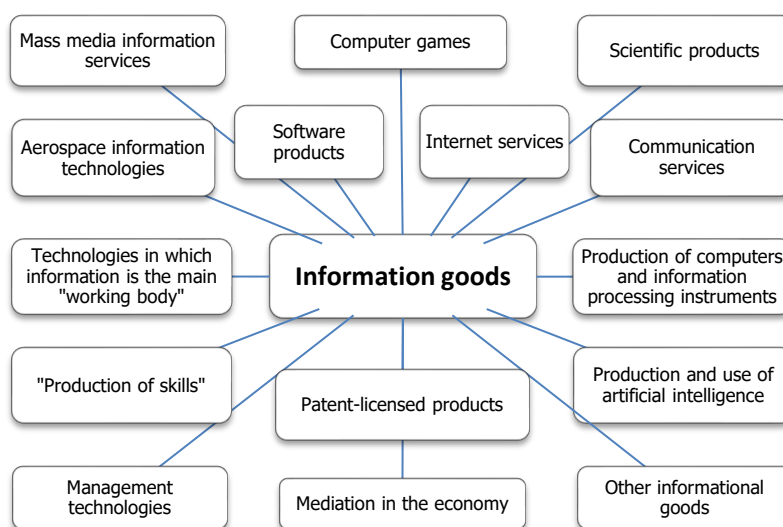 Mass media information
services
Computer games
Scientific products
Aerospace information
technologies
Software
products
Internet services
Communication
services
Technologies in which
information is the main
"working body"
Information goods
Production of computers
and information
processing instruments
"Production of skills"
Patent-licensed products
Production and use of
artificial intelligence
Management
technologies
Mediation in the economy
Other informational
goods